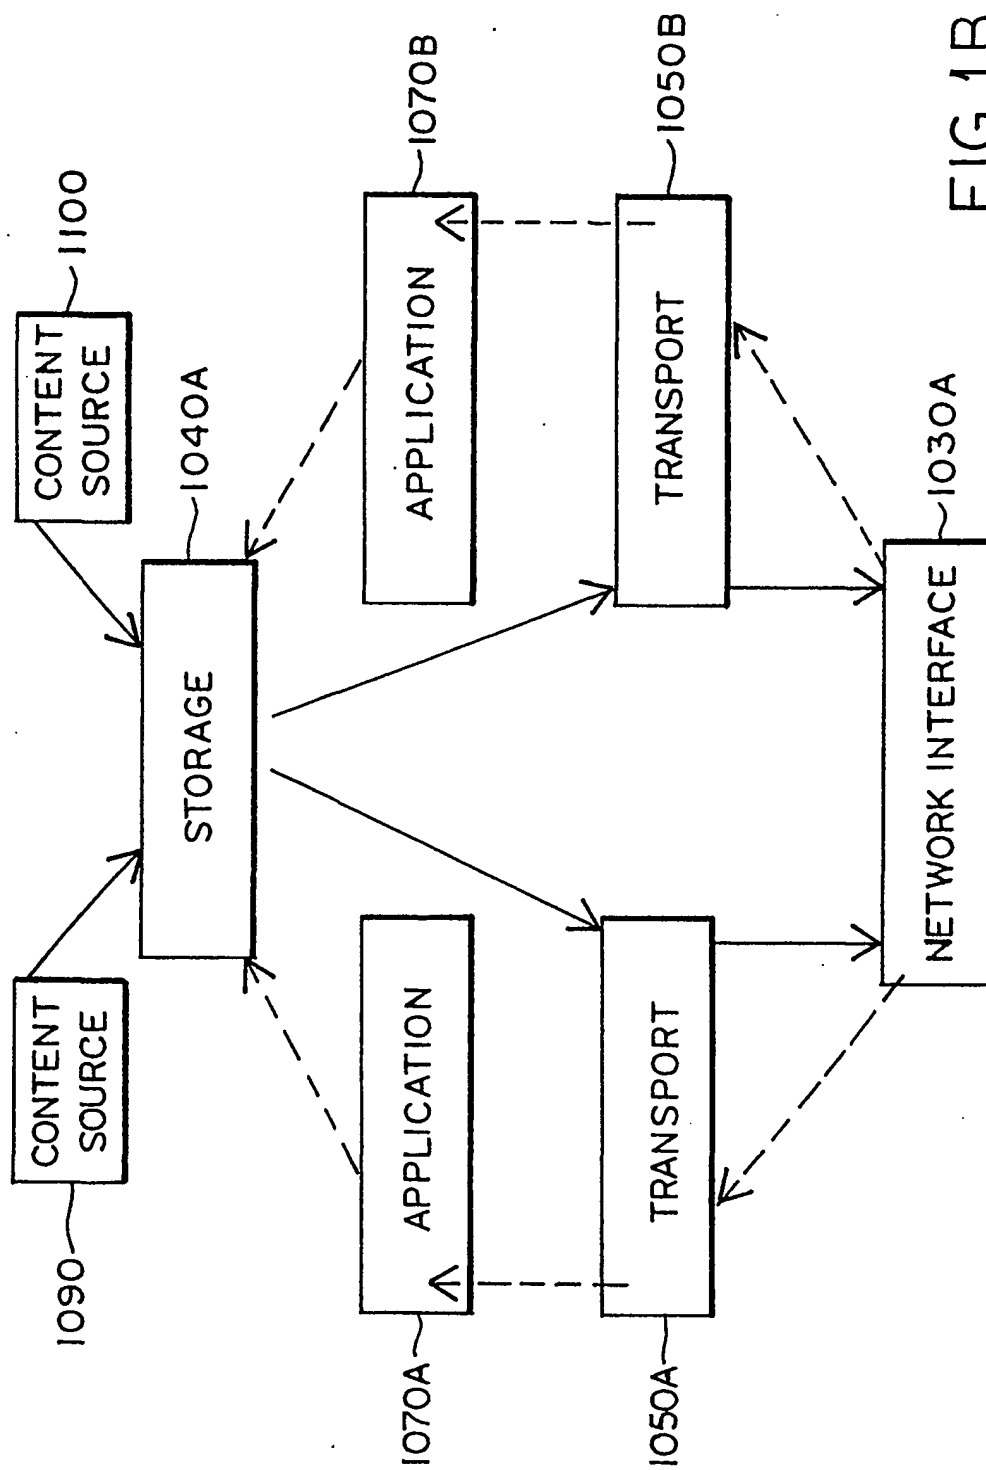 1090
CONTENT
SOURCE
CONTENT
SOURCE
1100
STORAGE
1040A
1070A
APPLICATION
APPLICATION
1070B
1050A
TRANSPORT
TRANSPORT
1050B
NETWORK INTERFACE
1030A
FIG. 1B